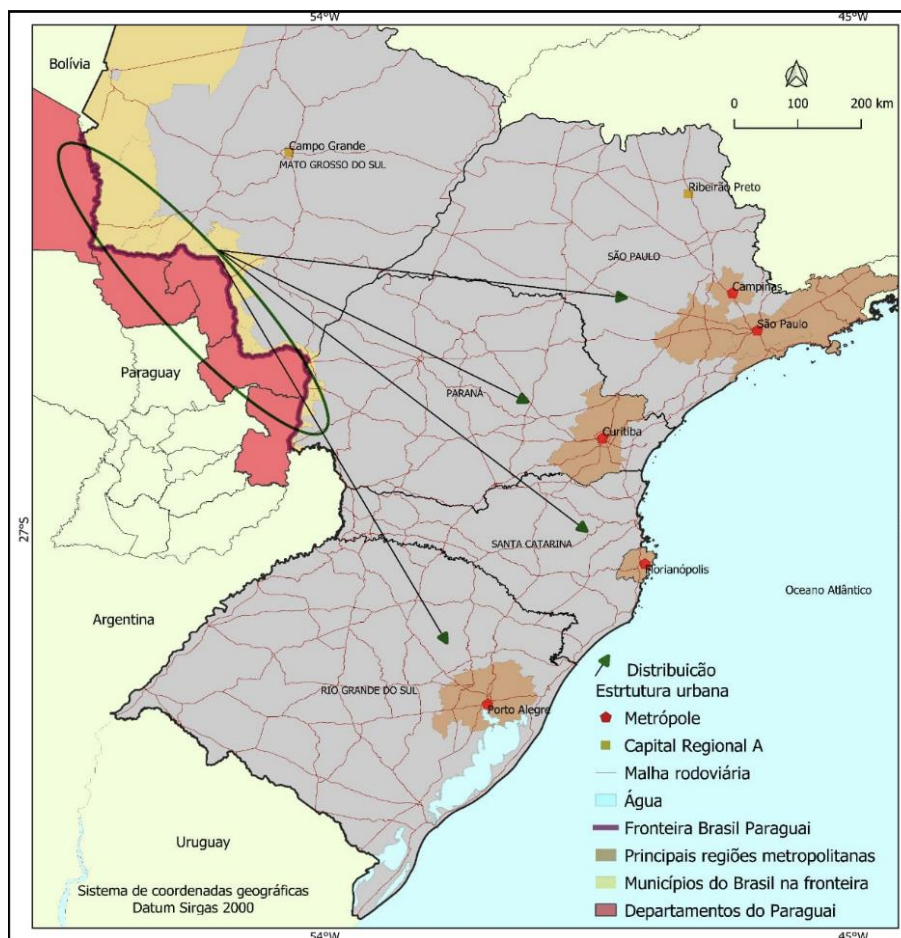 54°W
45°W
Bolívia
0 100 200 km
Campo Grande
MATO GROSSO DO SUL
Ribeirão Preto
SÃO PAULO
Campinas
São Paulo
Paraguay
PARANÁ
Curitiba
27°S
SANTA CATARINA
Florianópolis
Oceano Atlântico
Argentina
Distribuicão
Estrtutura urbana
RIO GRANDE DO SUL
Porto Alegre
Metrópole
Capital Regional A
Malha rodoviária
Água
Fronteira Brasil Paraguai
Uruguay
Principais regiões metropolitanas
Municípios do Brasil na fronteira
Departamentos do Paraguai
Sistema de coordenadas geográficas
Datum Sirgas 2000
54°W
45°W